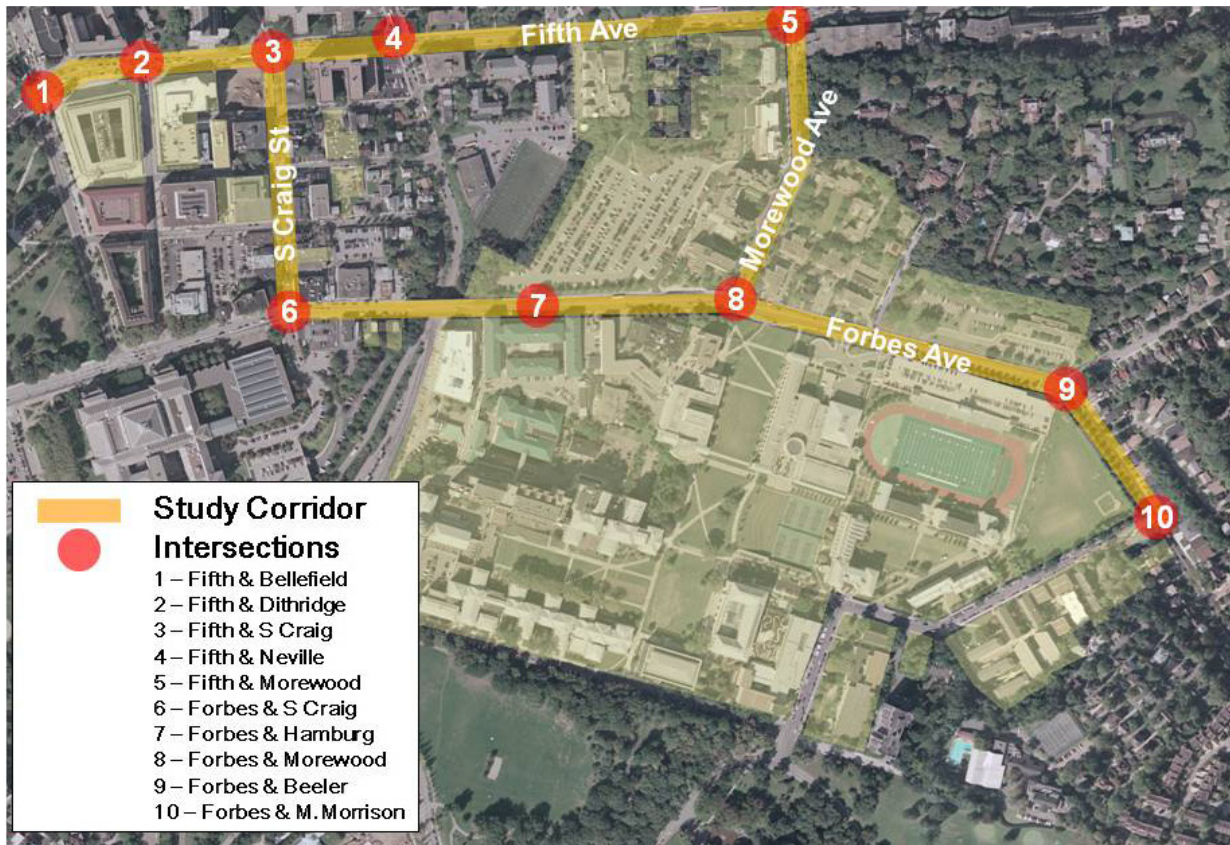 1
2
3
4
Fifth Ave
5
S Craig St
Morewood Ave
6
7
8
Forbes Ave
9
10
Study Corridor
Intersections
1 – Fifth & Bellefield
2 – Fifth & Dithridge
3 – Fifth & S Craig
4 – Fifth & Neville
5 – Fifth & Morewood
6 – Forbes & S Craig
7 – Forbes & Hamburg
8 – Forbes & Morewood
9 – Forbes & Beeler
10 – Forbes & M. Morrison